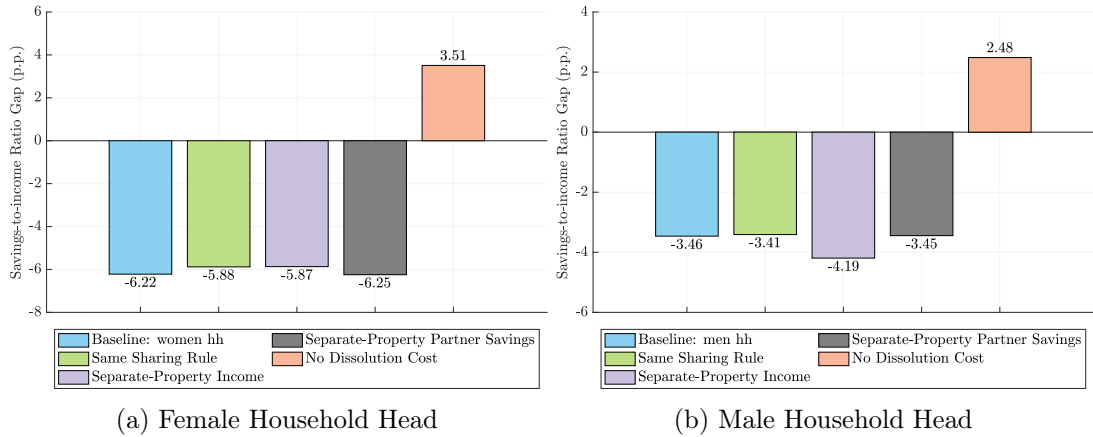 Savings-to-income Ratio Gap (p.p.)
6
4
2
0
-2
-4
-6
-8
3.51
-6.22
-5.88
-5.87
-6.25
Baseline: women hh
Same Sharing Rule
Separate-Property Income
Separate-Property Partner Savings
No Dissolution Cost
(a) Female Household Head
Savings-to-income Ratio Gap (p.p.)
4
2
0
-2
-4
-6
2.48
-3.46
-3.41
-4.19
-3.45
Baseline: men hh
Same Sharing Rule
Separate-Property Income
Separate-Property Partner Savings
No Dissolution Cost
(b) Male Household Head